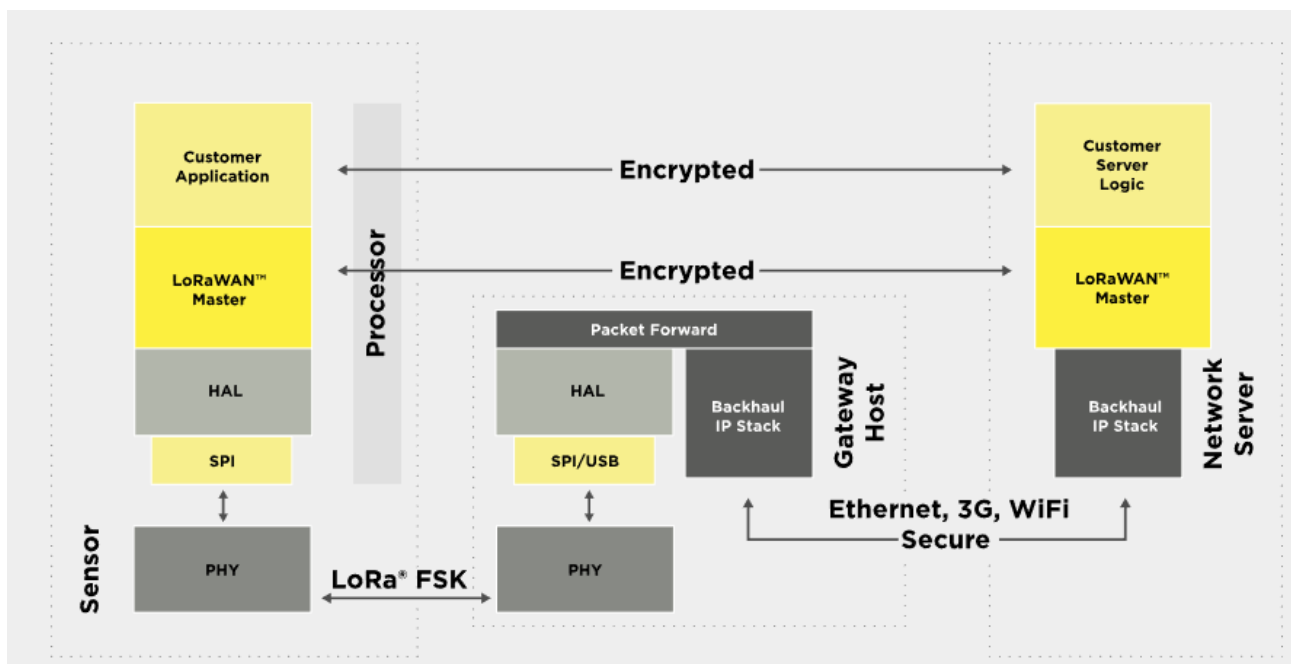 Customer
Application
LoRaWAN™
Master
HAL
SPI
PHY
Processor
Sensor
Encrypted
Encrypted
Packet Forward
HAL
SPI/USB
PHY
Backhaul
IP Stack
Gateway
Host
LoRa® FSK
Ethernet, 3G, WiFi
Secure
Customer
Server
Logic
LoRaWAN™
Master
Backhaul
IP Stack
Network
Server